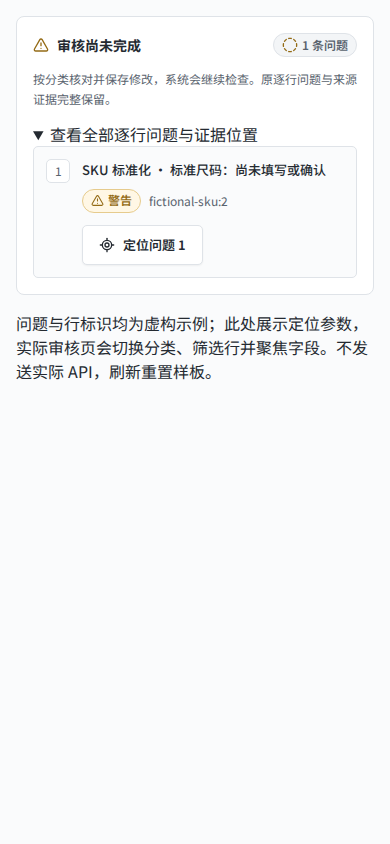 审核尚未完成
1 条问题
按分类核对并保存修改，系统会继续检查。原逐行问题与来源
证据完整保留。
▼ 查看全部逐行问题与证据位置
1
SKU 标准化 · 标准尺码：尚未填写或确认
警告
fictional-sku:2
定位问题 1
问题与行标识均为虚构示例；此处展示定位参数，
实际审核页会切换分类、筛选行并聚焦字段。不发
送实际 API，刷新重置样板。